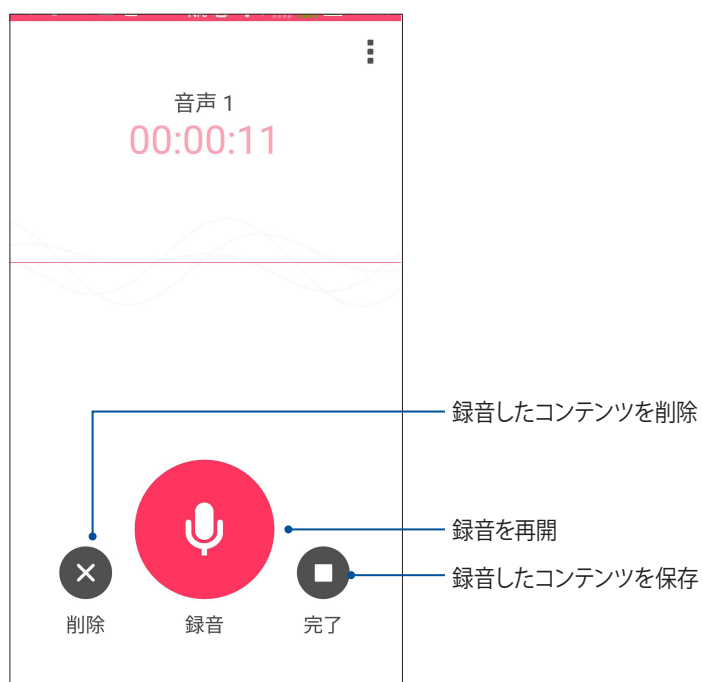 音声 1
00:00:11
録音したコンテンツを削除
録音を再開
録音したコンテンツを保存
削除
録音
完了